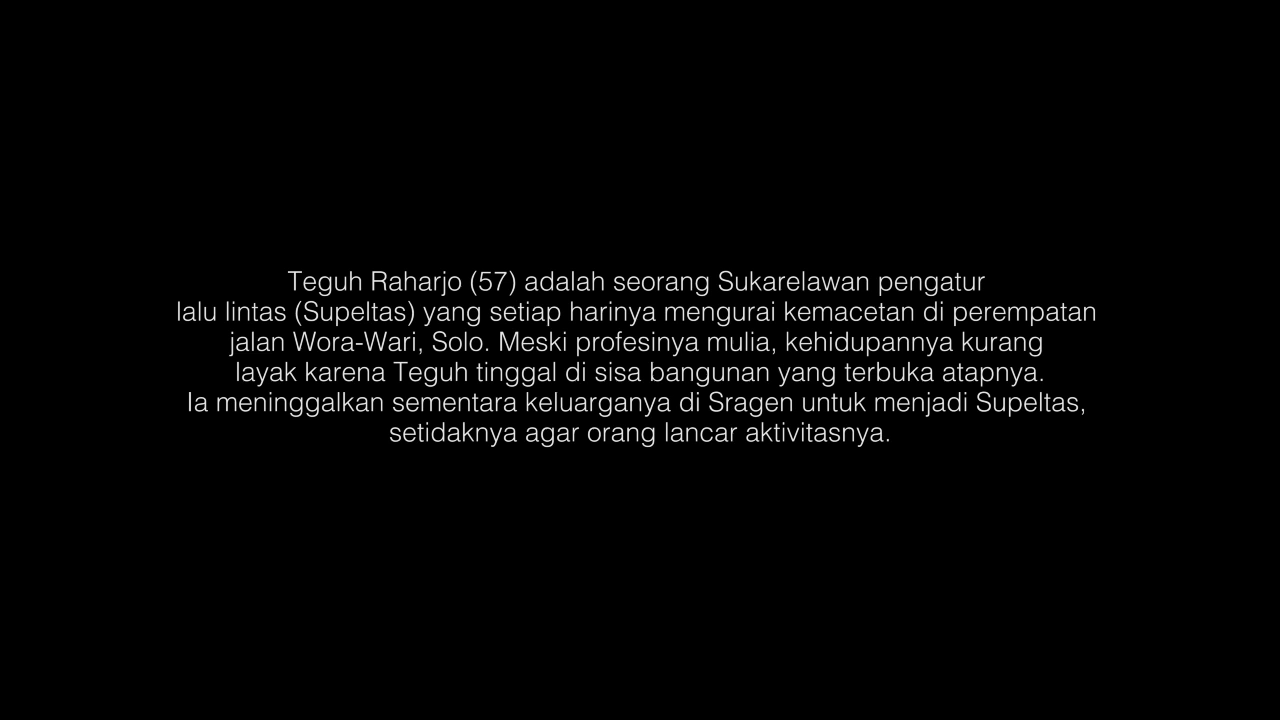 Teguh Raharjo (57) adalah seorang Sukarelawan pengatur
lalu lintas (Supeltas) yang setiap harinya mengurai kemacetan di perempatan
jalan Wora-Wari, Solo. Meski profesinya mulia, kehidupannya kurang
layak karena Teguh tinggal di sisa bangunan yang terbuka atapnya.
Ia meninggalkan sementara keluarganya di Sragen untuk menjadi Supeltas,
setidaknya agar orang lancar aktivitasnya.